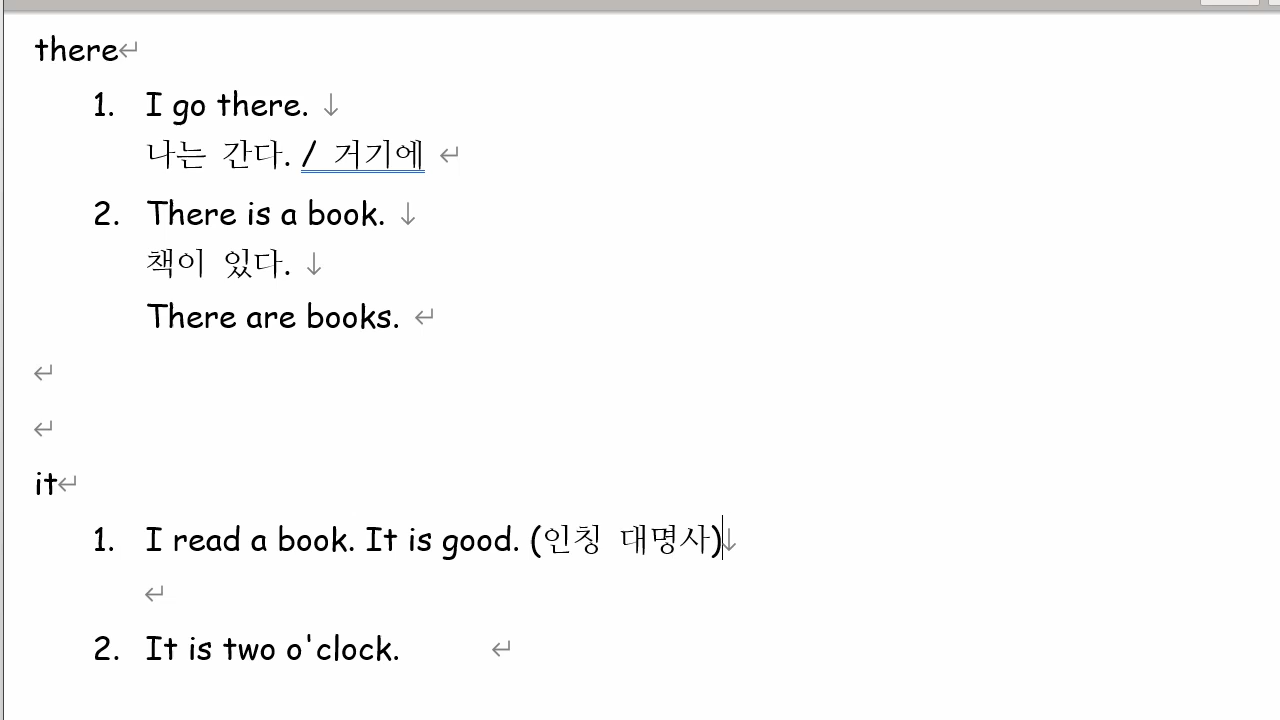 there
1. I go there.
나는 간다. / 거기에
2. There is a book.
책이 있다.
There are books.
it
1. I read a book. It is good. (인칭 대명사)
2. It is two o'clock.